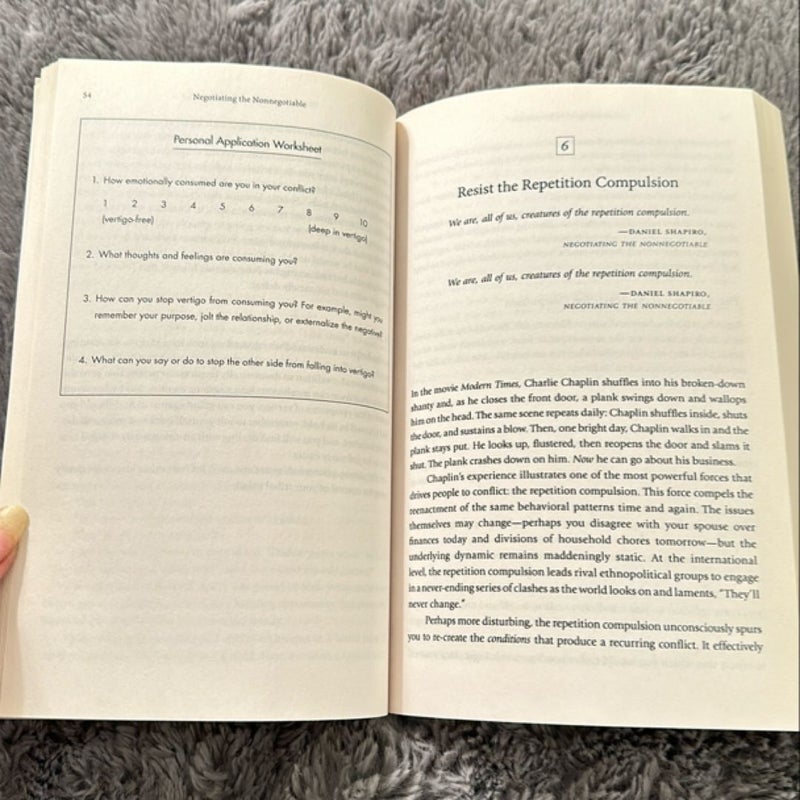 54
Negotiating the Nonnegotiable
Personal Application Worksheet
1. How emotionally consumed are you in your conflict?
1 2 3 4 5 6 7 8 9 10
(vertigo-free) (deep in vertigo)
2. What thoughts and feelings are consuming you?
3. How can you stop vertigo from consuming you? For example, might you
remember your purpose, jolt the relationship, or externalize the negative?
4. What can you say or do to stop the other side from falling into vertigo?
6
Resist the Repetition Compulsion
We are, all of us, creatures of the repetition compulsion.
—DANIEL SHAPIRO,
NEGOTIATING THE NONNEGOTIABLE
We are, all of us, creatures of the repetition compulsion.
—DANIEL SHAPIRO,
NEGOTIATING THE NONNEGOTIABLE
In the movie Modern Times, Charlie Chaplin shuffles into his broken-down
shanty and, as he closes the front door, a plank swings down and wallops
him on the head. The same scene repeats daily: Chaplin shuffles inside, shuts
the door, and sustains a blow. Then, one bright day, Chaplin walks in and the
plank stays put. He looks up, flustered, then reopens the door and slams it
shut. The plank crashes down on him. Now he can go about his business.
Chaplin's experience illustrates one of the most powerful forces that
drives people to conflict: the repetition compulsion. This force compels the
reenactment of the same behavioral patterns time and again. The issues
themselves may change—perhaps you disagree with your spouse over
finances today and divisions of household chores tomorrow—but the
underlying dynamic remains maddeningly static. At the international
level, the repetition compulsion leads rival ethnopolitical groups to engage
in a never-ending series of clashes as the world looks on and laments, "They'll
never change."
Perhaps more disturbing, the repetition compulsion unconsciously spurs
you to re-create the conditions that produce a recurring conflict. It effectively